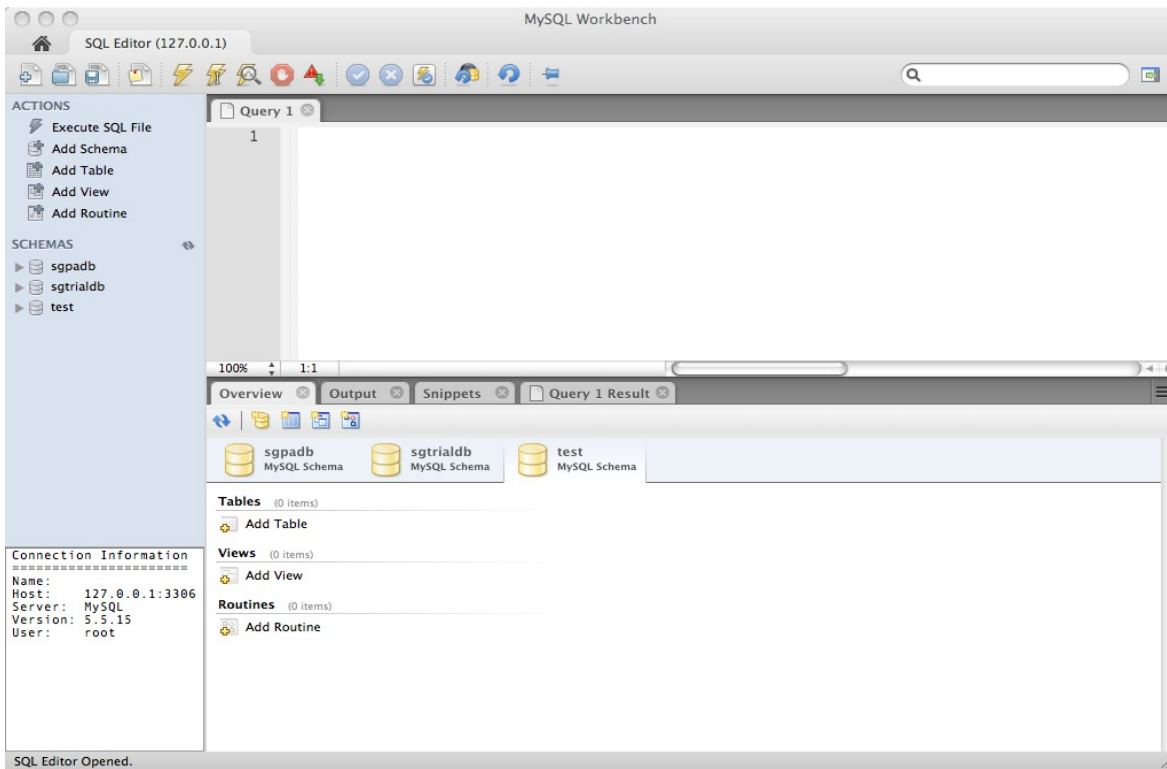 MySQL Workbench
SQL Editor (127.0.0.1)
ACTIONS
Execute SQL File
Add Schema
Add Table
Add View
Add Routine
SCHEMAS
sgpadb
sgtrialdb
test
Connection Information
======================
Name:
Host: 127.0.0.1:3306
Server: MySQL
Version: 5.5.15
User: root
Query 1
1
100% 1:1
Overview Output Snippets Query 1 Result
sgpadb
MySQL Schema
sgtrialdb
MySQL Schema
test
MySQL Schema
Tables (0 items)
Add Table
Views (0 items)
Add View
Routines (0 items)
Add Routine
SQL Editor Opened.